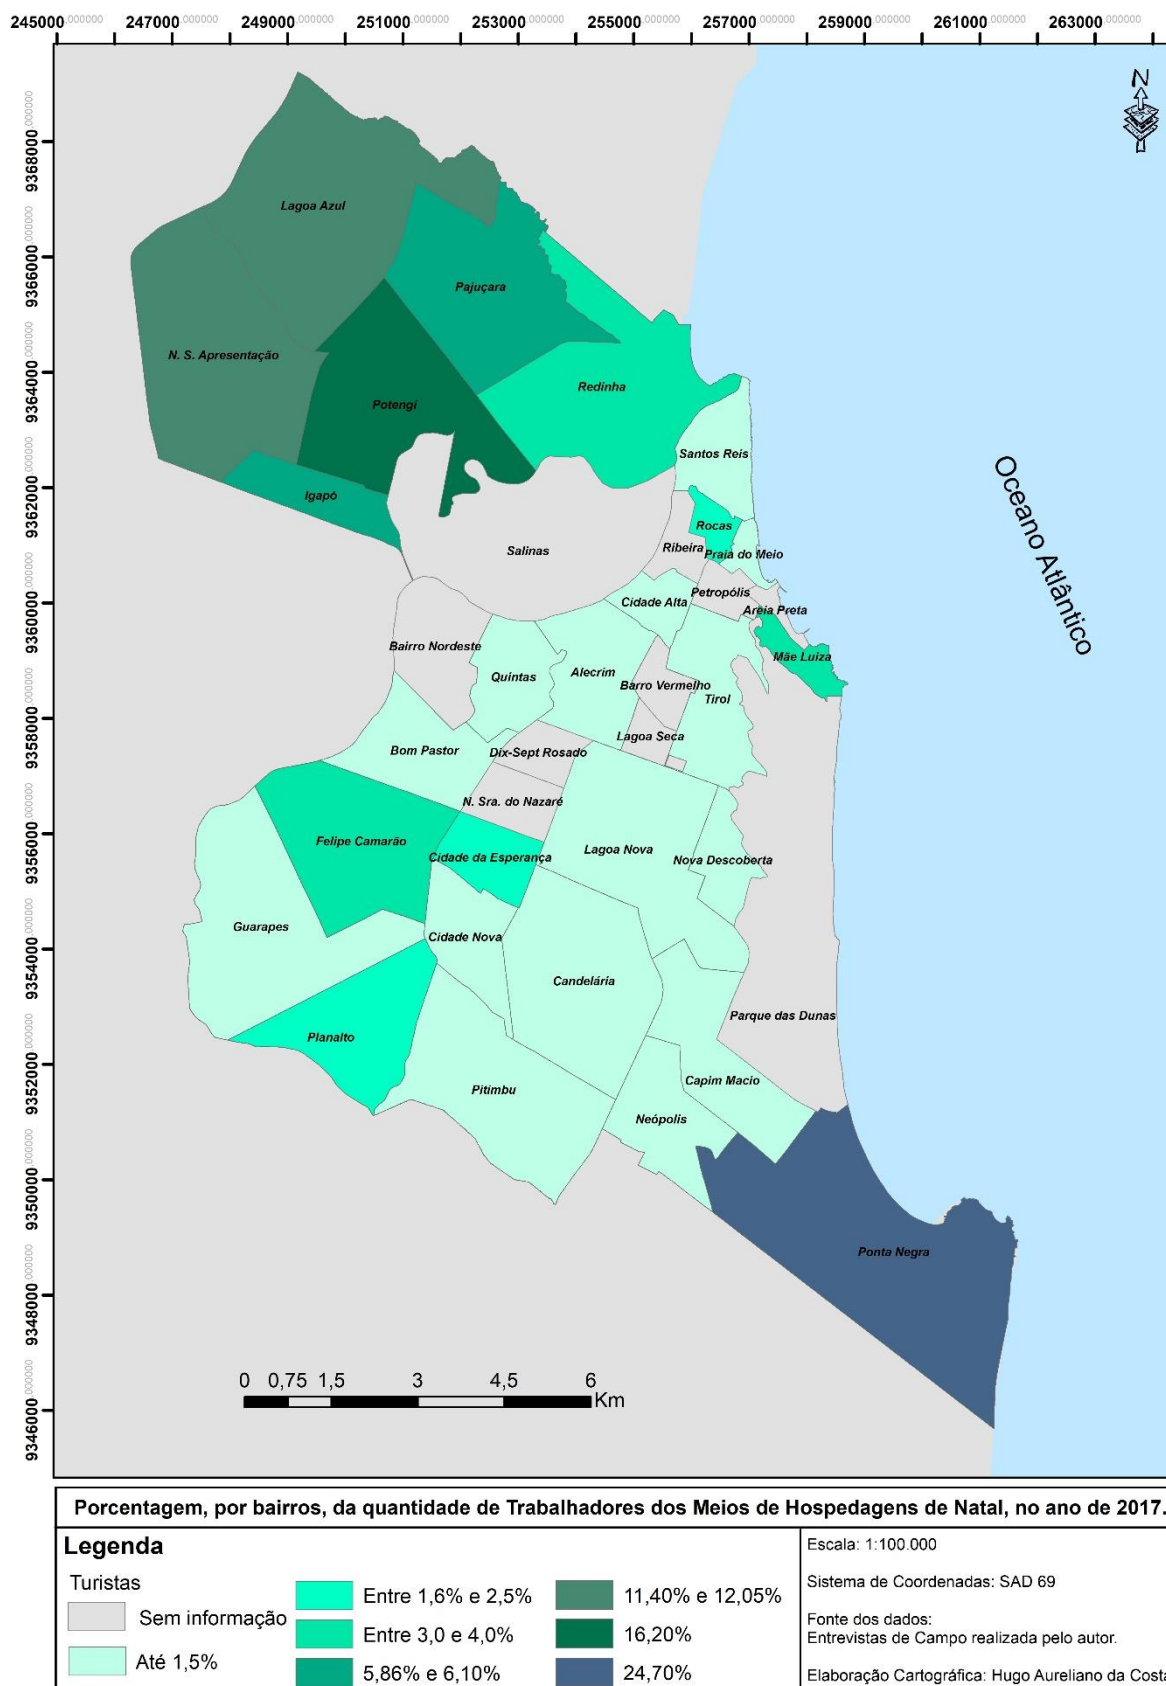 245000,000000 247000,000000 249000,000000 251000,000000 253000,000000 255000,000000 257000,000000 259000,000000 261000,000000 263000,000000
N
9368000,000000
9366000,000000
9364000,000000
9362000,000000
9360000,000000
9358000,000000
9356000,000000
9354000,000000
9352000,000000
9350000,000000
9348000,000000
9346000,000000
Lagoa Azul
Pajuçara
N. S. Apresentação
Redinha
Potengi
Santos Reis
Igapó
Rocas
Salinas
Ribeira
Praia do Meio
Petropólis
Cidade Alta
Areia Preta
Oceano Atlântico
Bairro Nordeste
Mãe Luiza
Quintas
Alecrim
Barro Vermelho
Tirol
Lagoa Seca
Bom Pastor
Dix-Sept Rosado
N. Sra. do Nazaré
Felipe Camarão
Cidade da Esperança
Lagoa Nova
Nova Descoberta
Guarapes
Cidade Nova
Candelária
Parque das Dunas
Planalto
Pitimbu
Capim Macio
Neópolis
Ponta Negra
0 0,75 1,5 3 4,5 6
Km
Porcentagem, por bairros, da quantidade de Trabalhadores dos Meios de Hospedagens de Natal, no ano de 2017.
Legenda
Turistas
Sem informação
Até 1,5%
Entre 1,6% e 2,5%
Entre 3,0 e 4,0%
5,86% e 6,10%
11,40% e 12,05%
16,20%
24,70%
Escala: 1:100.000
Sistema de Coordenadas: SAD 69
Fonte dos dados:
Entrevistas de Campo realizada pelo autor.
Elaboração Cartográfica: Hugo Aureliano da Costa